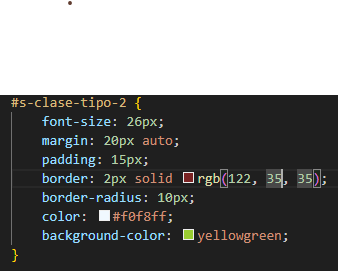 #s-clase-tipo-2 {
font-size: 26px;
margin: 20px auto;
padding: 15px;
border: 2px solid rgb(122, 35, 35);
border-radius: 10px;
color: #f0f8ff;
background-color: yellowgreen;
}